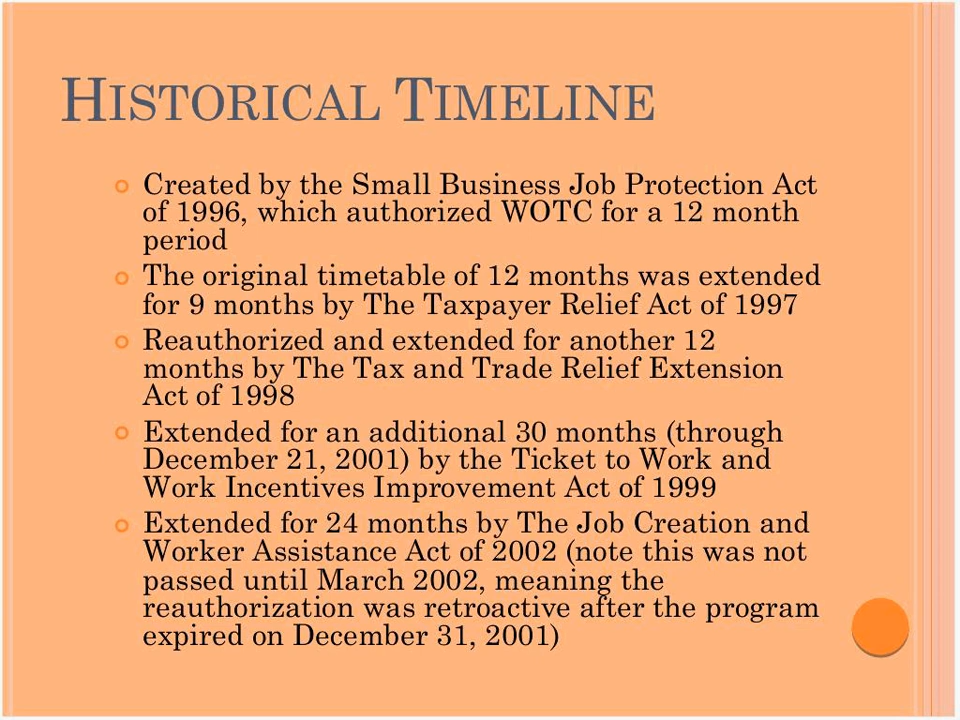 HISTORICAL TIMELINE
Created by the Small Business Job Protection Act
of 1996, which authorized WOTC for a 12 month
period
The original timetable of 12 months was extended
for 9 months by The Taxpayer Relief Act of 1997
Reauthorized and extended for another 12
months by The Tax and Trade Relief Extension
Act of 1998
Extended for an additional 30 months (through
December 21, 2001) by the Ticket to Work and
Work Incentives Improvement Act of 1999
Extended for 24 months by The Job Creation and
Worker Assistance Act of 2002 (note this was not
passed until March 2002, meaning the
reauthorization was retroactive after the program
expired on December 31, 2001)